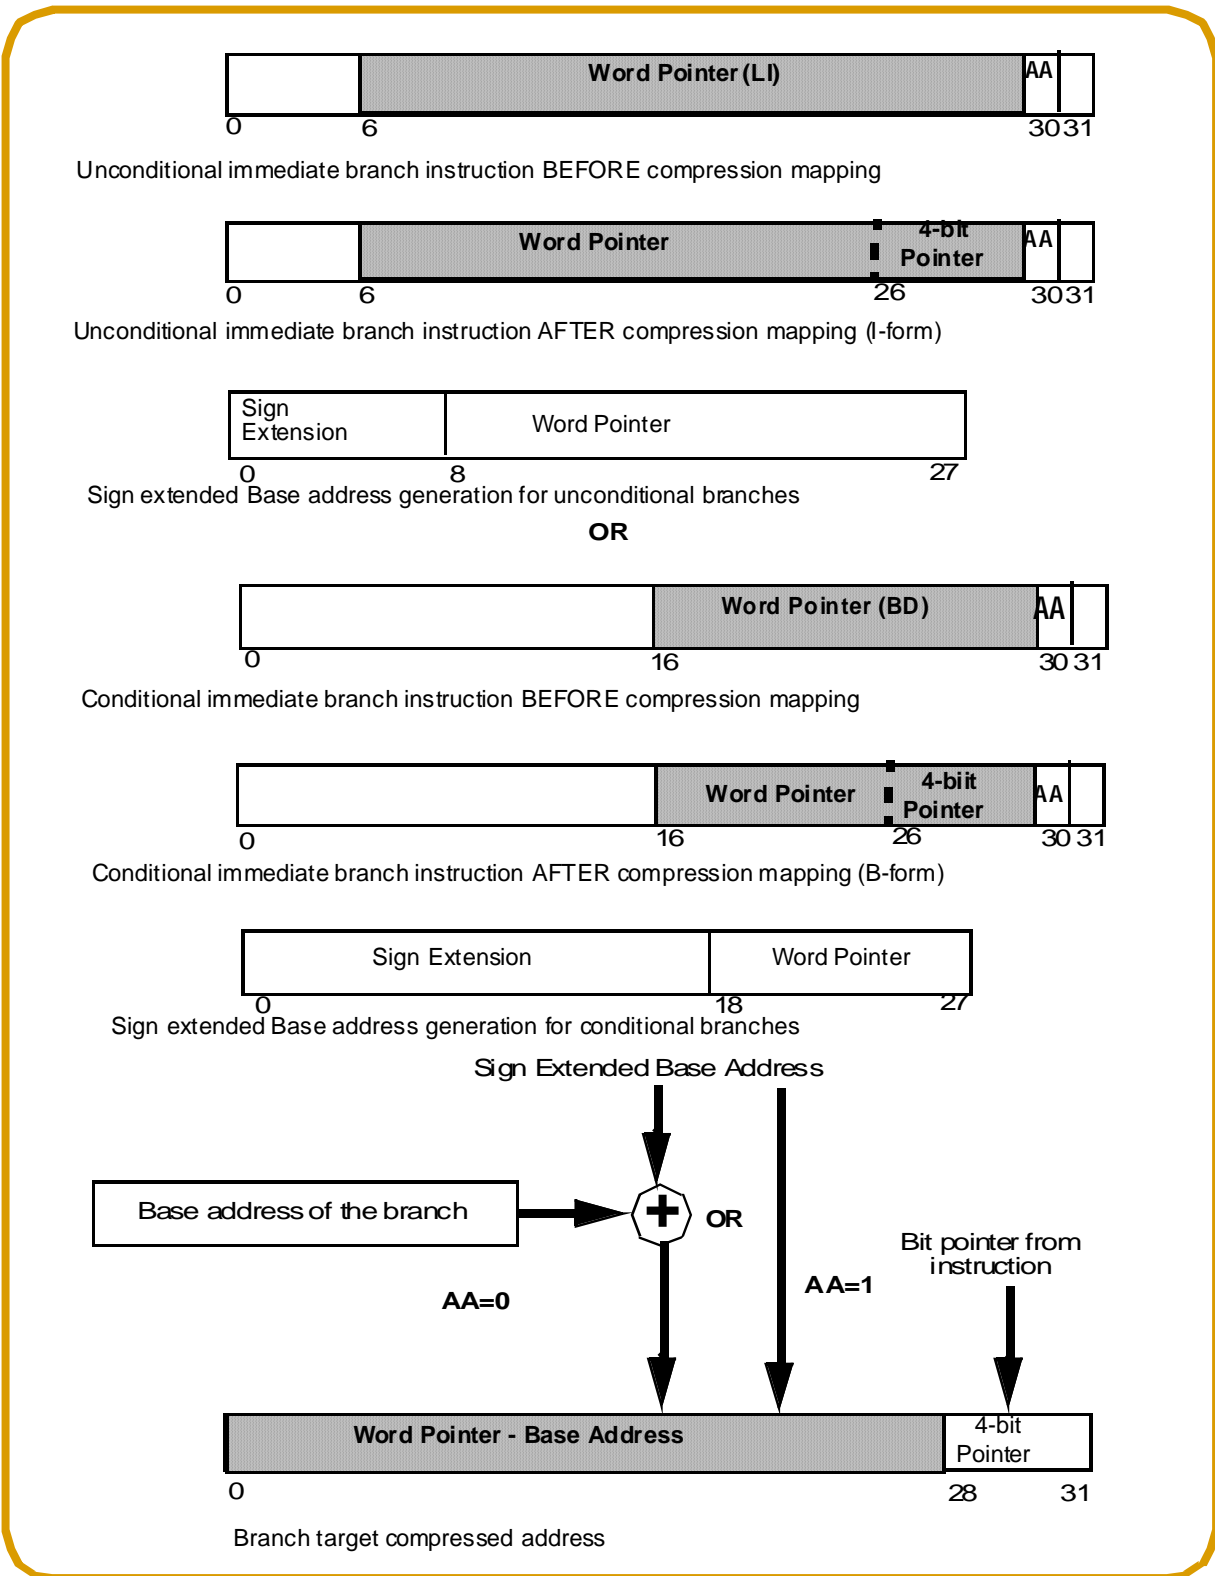 Word Pointer (LI) AA
0 6 30 31
Unconditional immediate branch instruction BEFORE compression mapping
Word Pointer 4-bit Pointer AA
0 6 26 30 31
Unconditional immediate branch instruction AFTER compression mapping (I-form)
Sign Extension Word Pointer
0 8 27
Sign extended Base address generation for unconditional branches
OR
Word Pointer (BD) AA
0 16 30 31
Conditional immediate branch instruction BEFORE compression mapping
Word Pointer 4-biit Pointer AA
0 16 26 30 31
Conditional immediate branch instruction AFTER compression mapping (B-form)
Sign Extension Word Pointer
0 18 27
Sign extended Base address generation for conditional branches
Sign Extended Base Address
Base address of the branch + OR
Bit pointer from
instruction
AA=0 AA=1
Word Pointer - Base Address 4-bit Pointer
0 28 31
Branch target compressed address